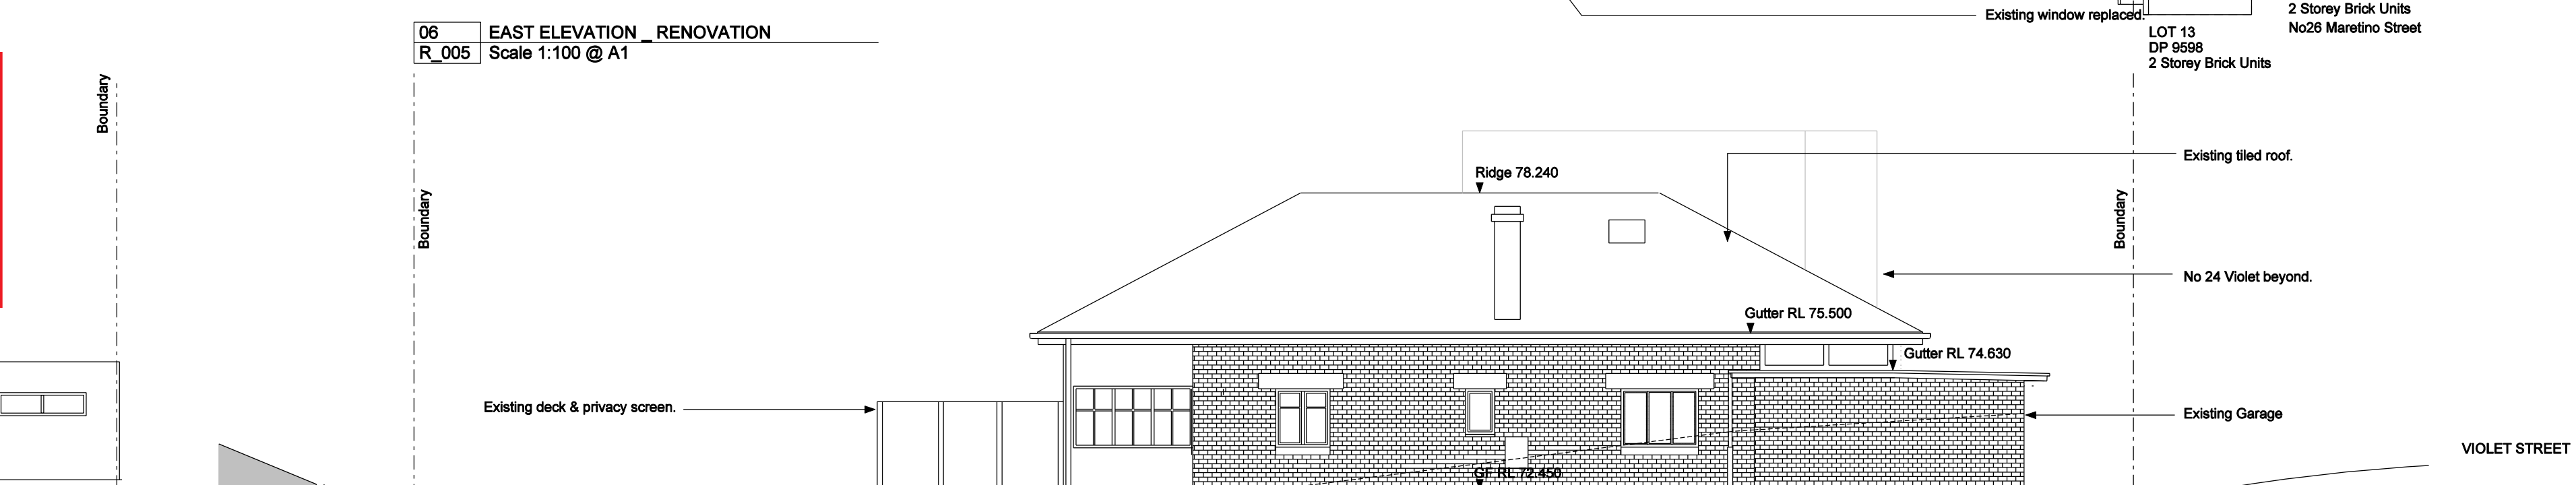 Existing window replaced.
2 Storey Brick Units
No26 Maretino Street
LOT 13
DP 9598
2 Storey Brick Units
06 EAST ELEVATION _ RENOVATION
R_005 Scale 1:100 @ A1
Boundary
Boundary
Boundary
Ridge 78.240
Existing tiled roof.
No 24 Violet beyond.
Gutter RL 75.500
Gutter RL 74.630
Existing deck & privacy screen.
Existing Garage
VIOLET STREET
GF RL 72.450